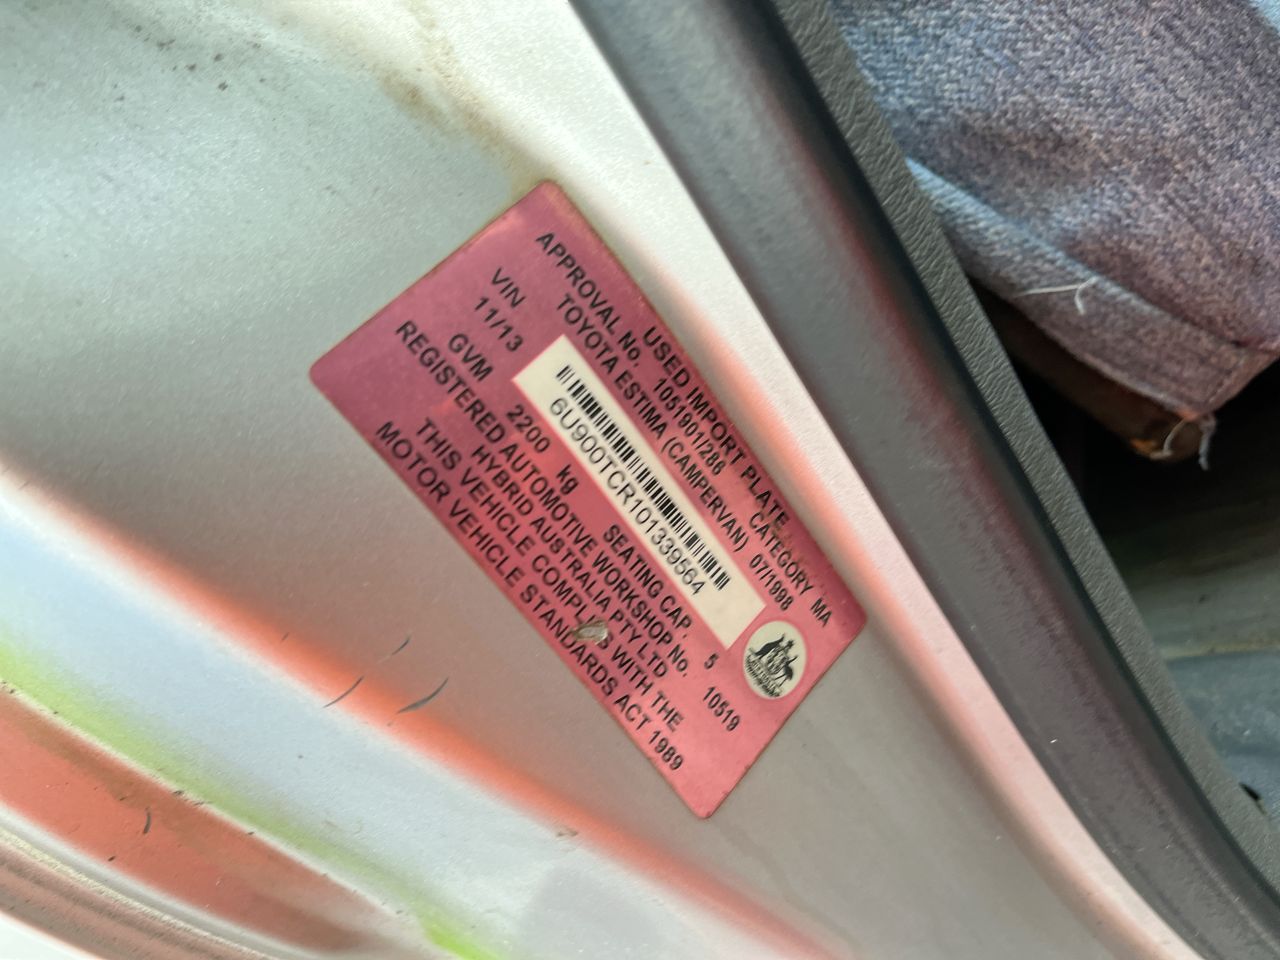 USED IMPORT PLATE
APPROVAL No. 1051901/286 CATEGORY MA
TOYOTA ESTIMA (CAMPERVAN) 07/1998
VIN 6U900TCR101339564
11/13
GVM 2200 kg SEATING CAP. 5
REGISTERED AUTOMOTIVE WORKSHOP No. 10519
HYBRID AUSTRALIA PTY LTD
THIS VEHICLE COMPLIES WITH THE
MOTOR VEHICLE STANDARDS ACT 1989